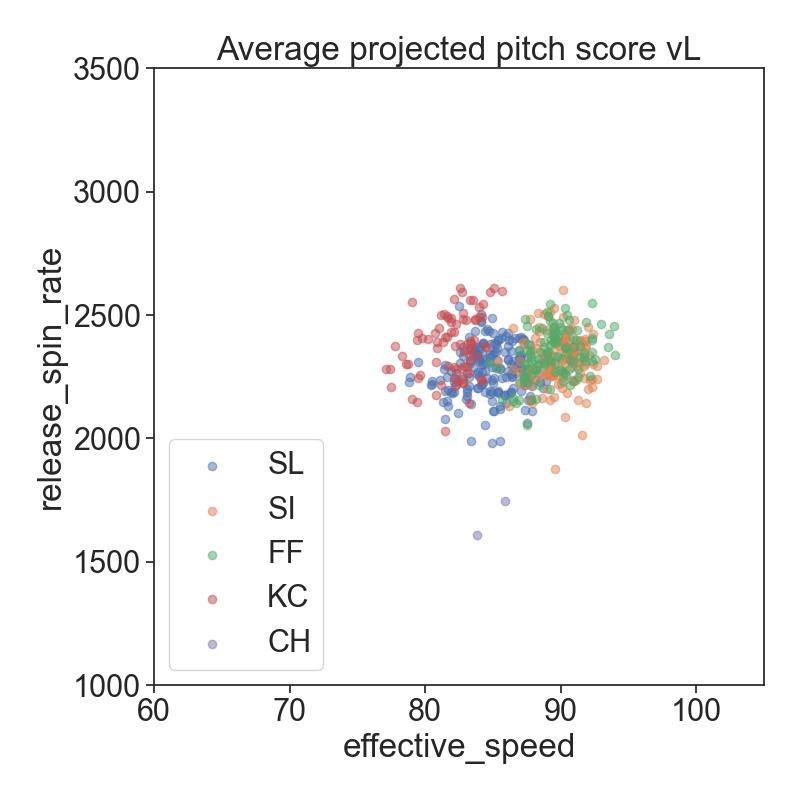 Average projected pitch score vL
3500
3000
2500
2000
1500
1000
release_spin_rate
SL
SI
FF
KC
CH
60 70 80 90 100
effective_speed